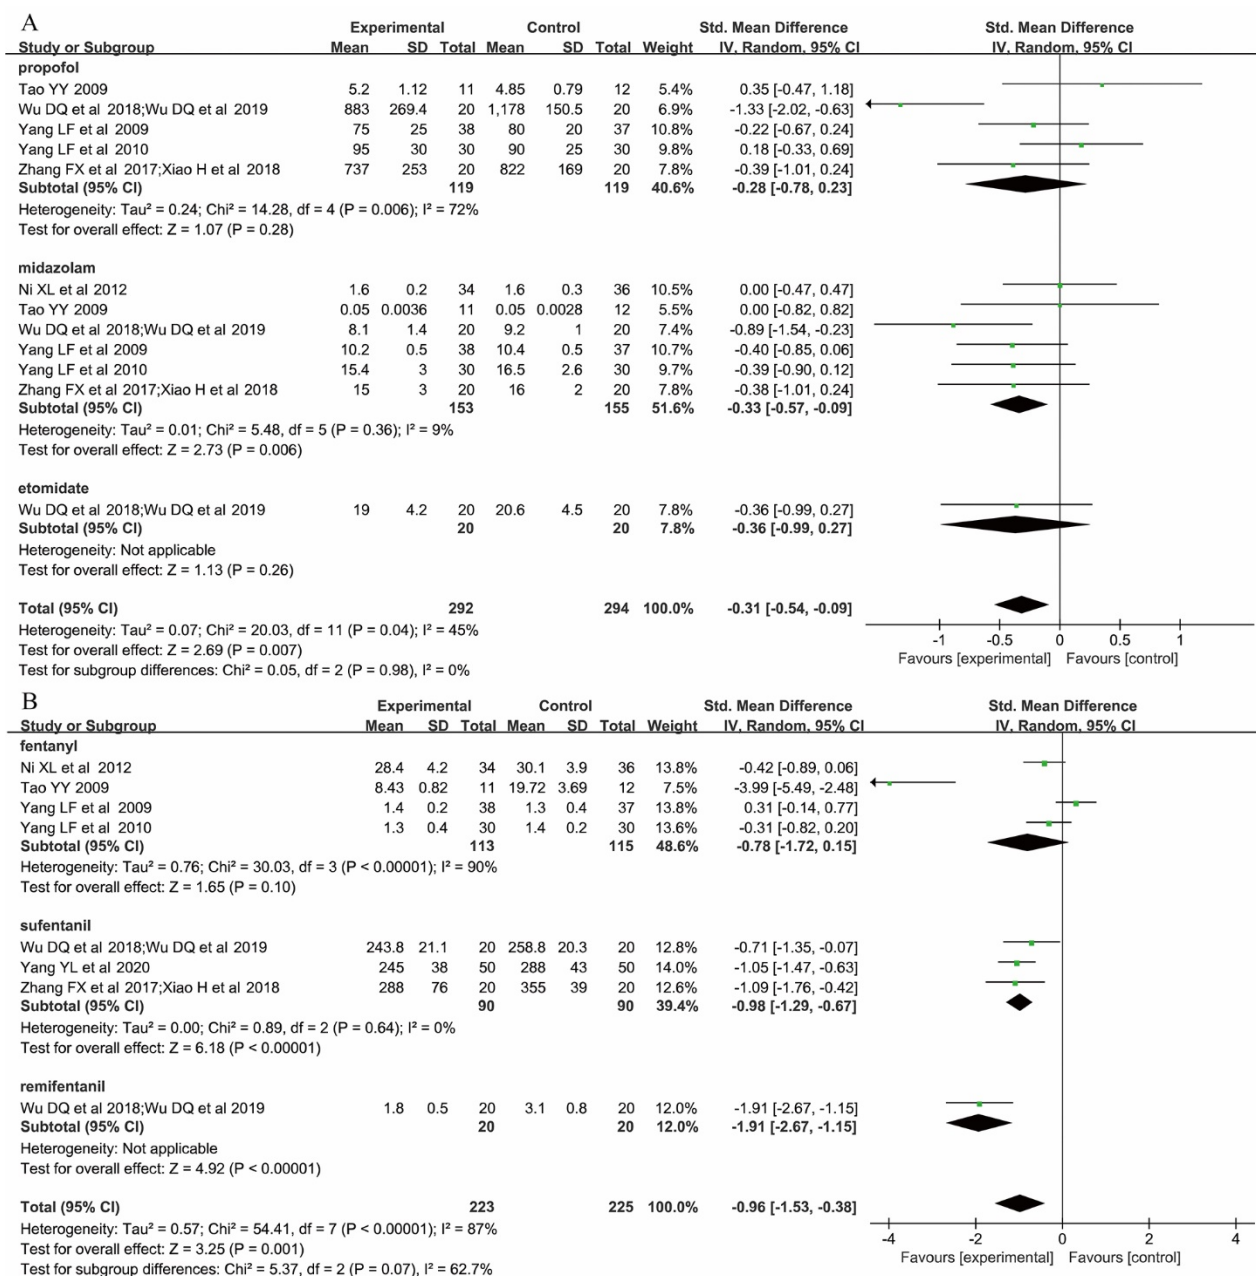 A
Experimental Control Std. Mean Difference Std. Mean Difference
Study or Subgroup Mean SD Total Mean SD Total Weight IV, Random, 95% CI IV, Random, 95% CI
propofol
Tao YY 2009 5.2 1.12 11 4.85 0.79 12 5.4% 0.35 [-0.47, 1.18]
Wu DQ et al 2018;Wu DQ et al 2019 883 269.4 20 1,178 150.5 20 6.9% -1.33 [-2.02, -0.63]
Yang LF et al 2009 75 25 38 80 20 37 10.8% -0.22 [-0.67, 0.24]
Yang LF et al 2010 95 30 30 90 25 30 9.8% 0.18 [-0.33, 0.69]
Zhang FX et al 2017;Xiao H et al 2018 737 253 20 822 169 20 7.8% -0.39 [-1.01, 0.24]
Subtotal (95% CI) 119 119 40.6% -0.28 [-0.78, 0.23]
Heterogeneity: Tau² = 0.24; Chi² = 14.28, df = 4 (P = 0.006); I² = 72%
Test for overall effect: Z = 1.07 (P = 0.28)
midazolam
Ni XL et al 2012 1.6 0.2 34 1.6 0.3 36 10.5% 0.00 [-0.47, 0.47]
Tao YY 2009 0.05 0.0036 11 0.05 0.0028 12 5.5% 0.00 [-0.82, 0.82]
Wu DQ et al 2018;Wu DQ et al 2019 8.1 1.4 20 9.2 1 20 7.4% -0.89 [-1.54, -0.23]
Yang LF et al 2009 10.2 0.5 38 10.4 0.5 37 10.7% -0.40 [-0.85, 0.06]
Yang LF et al 2010 15.4 3 30 16.5 2.6 30 9.7% -0.39 [-0.90, 0.12]
Zhang FX et al 2017;Xiao H et al 2018 15 3 20 16 2 20 7.8% -0.38 [-1.01, 0.24]
Subtotal (95% CI) 153 155 51.6% -0.33 [-0.57, -0.09]
Heterogeneity: Tau² = 0.01; Chi² = 5.48, df = 5 (P = 0.36); I² = 9%
Test for overall effect: Z = 2.73 (P = 0.006)
etomidate
Wu DQ et al 2018;Wu DQ et al 2019 19 4.2 20 20.6 4.5 20 7.8% -0.36 [-0.99, 0.27]
Subtotal (95% CI) 20 20 7.8% -0.36 [-0.99, 0.27]
Heterogeneity: Not applicable
Test for overall effect: Z = 1.13 (P = 0.26)
Total (95% CI) 292 294 100.0% -0.31 [-0.54, -0.09]
Heterogeneity: Tau² = 0.07; Chi² = 20.03, df = 11 (P = 0.04); I² = 45%
Test for overall effect: Z = 2.69 (P = 0.007)
Test for subgroup differences: Chi² = 0.05, df = 2 (P = 0.98), I² = 0%
-1 -0.5 0 0.5 1
Favours [experimental] Favours [control]
B
Experimental Control Std. Mean Difference Std. Mean Difference
Study or Subgroup Mean SD Total Mean SD Total Weight IV, Random, 95% CI IV, Random, 95% CI
fentanyl
Ni XL et al 2012 28.4 4.2 34 30.1 3.9 36 13.8% -0.42 [-0.89, 0.06]
Tao YY 2009 8.43 0.82 11 19.72 3.69 12 7.5% -3.99 [-5.49, -2.48]
Yang LF et al 2009 1.4 0.2 38 1.3 0.4 37 13.8% 0.31 [-0.14, 0.77]
Yang LF et al 2010 1.3 0.4 30 1.4 0.2 30 13.6% -0.31 [-0.82, 0.20]
Subtotal (95% CI) 113 115 48.6% -0.78 [-1.72, 0.15]
Heterogeneity: Tau² = 0.76; Chi² = 30.03, df = 3 (P < 0.00001); I² = 90%
Test for overall effect: Z = 1.65 (P = 0.10)
sufentanil
Wu DQ et al 2018;Wu DQ et al 2019 243.8 21.1 20 258.8 20.3 20 12.8% -0.71 [-1.35, -0.07]
Yang YL et al 2020 245 38 50 288 43 50 14.0% -1.05 [-1.47, -0.63]
Zhang FX et al 2017;Xiao H et al 2018 288 76 20 355 39 20 12.6% -1.09 [-1.76, -0.42]
Subtotal (95% CI) 90 90 39.4% -0.98 [-1.29, -0.67]
Heterogeneity: Tau² = 0.00; Chi² = 0.89, df = 2 (P = 0.64); I² = 0%
Test for overall effect: Z = 6.18 (P < 0.00001)
remifentanil
Wu DQ et al 2018;Wu DQ et al 2019 1.8 0.5 20 3.1 0.8 20 12.0% -1.91 [-2.67, -1.15]
Subtotal (95% CI) 20 20 12.0% -1.91 [-2.67, -1.15]
Heterogeneity: Not applicable
Test for overall effect: Z = 4.92 (P < 0.00001)
Total (95% CI) 223 225 100.0% -0.96 [-1.53, -0.38]
Heterogeneity: Tau² = 0.57; Chi² = 54.41, df = 7 (P < 0.00001); I² = 87%
Test for overall effect: Z = 3.25 (P = 0.001)
Test for subgroup differences: Chi² = 5.37, df = 2 (P = 0.07), I² = 62.7%
-4 -2 0 2 4
Favours [experimental] Favours [control]